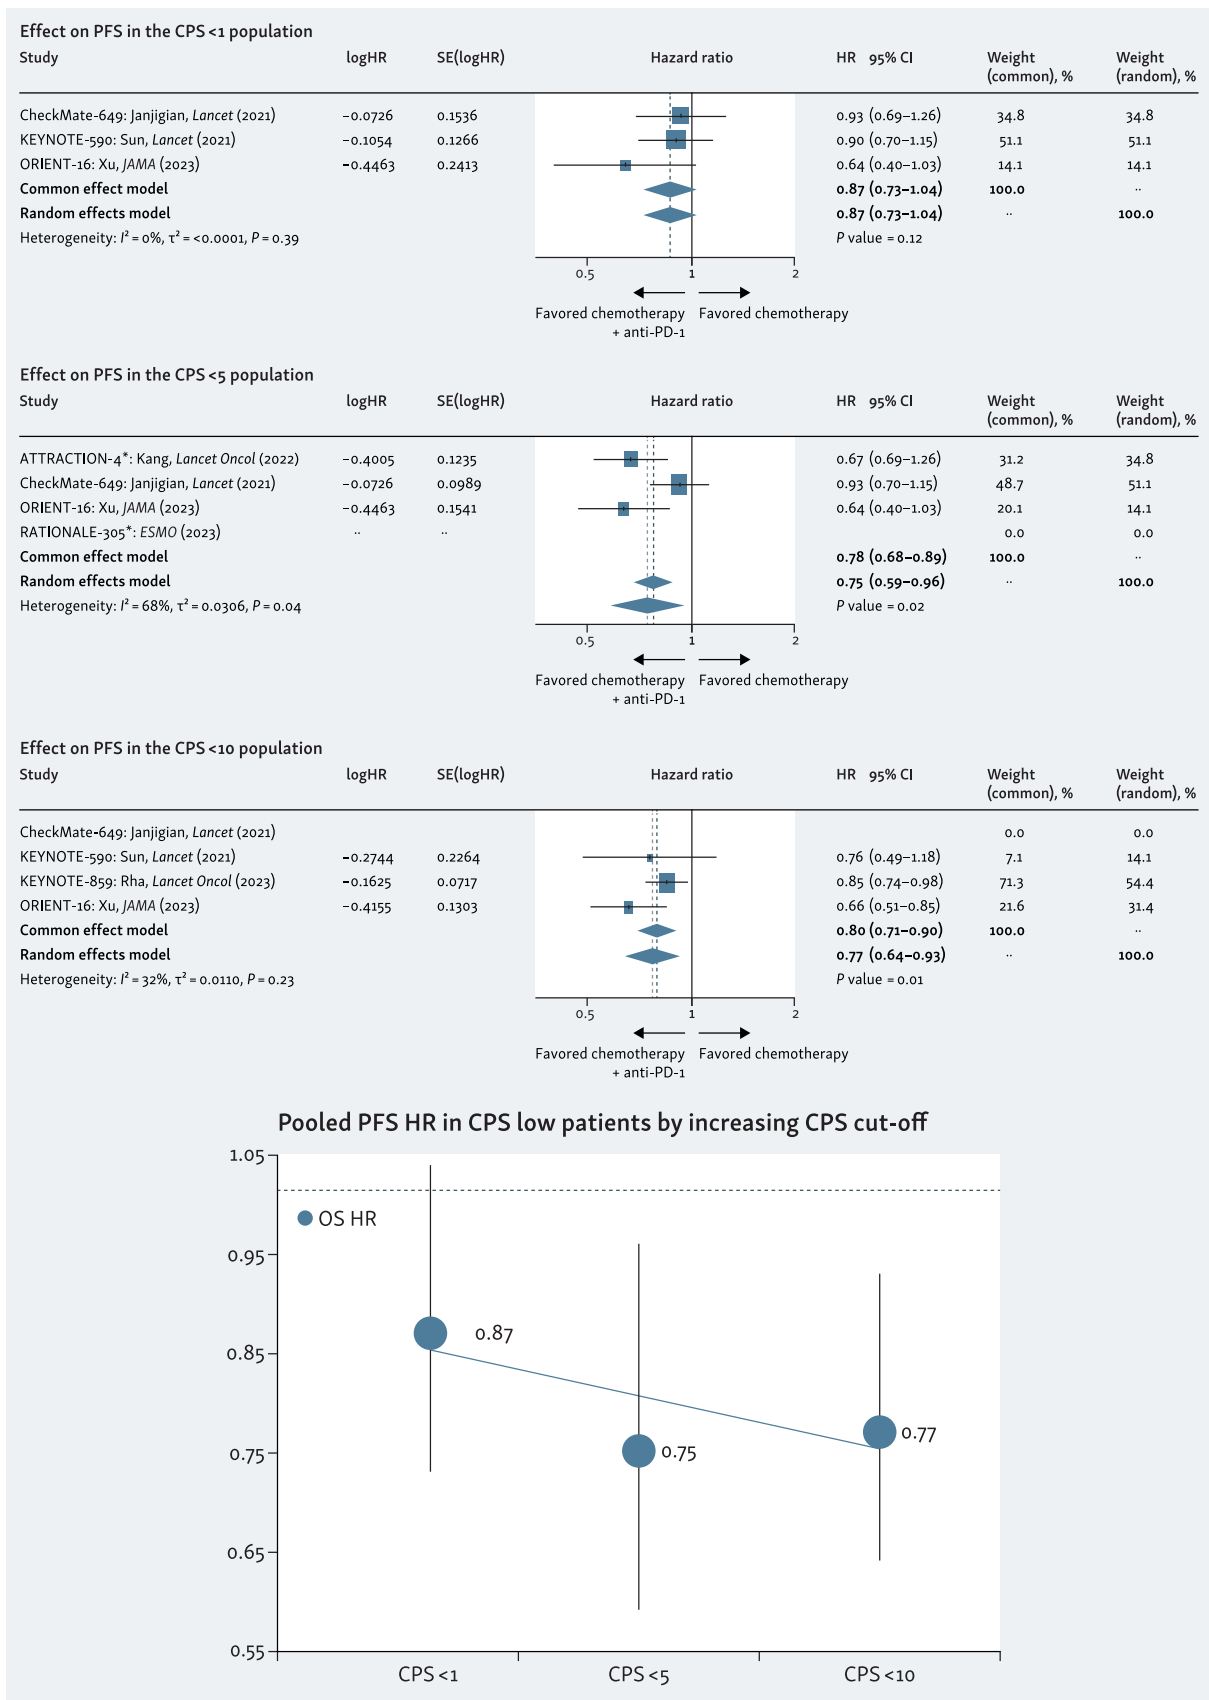 Effect on PFS in the CPS <1 population
Study logHR SE(logHR) Hazard ratio HR 95% CI Weight (common), % Weight (random), %
CheckMate-649: Janjigian, Lancet (2021) −0.0726 0.1536 0.93 (0.69–1.26) 34.8 34.8
KEYNOTE-590: Sun, Lancet (2021) −0.1054 0.1266 0.90 (0.70–1.15) 51.1 51.1
ORIENT-16: Xu, JAMA (2023) −0.4463 0.2413 0.64 (0.40–1.03) 14.1 14.1
Common effect model 0.87 (0.73–1.04) 100.0 ··
Random effects model 0.87 (0.73–1.04) ·· 100.0
Heterogeneity: I² = 0%, τ² = <0.0001, P = 0.39 P value = 0.12
0.5 1 2
Favored chemotherapy + anti-PD-1 Favored chemotherapy
Effect on PFS in the CPS <5 population
Study logHR SE(logHR) Hazard ratio HR 95% CI Weight (common), % Weight (random), %
ATTRACTION-4*: Kang, Lancet Oncol (2022) −0.4005 0.1235 0.67 (0.69–1.26) 31.2 34.8
CheckMate-649: Janjigian, Lancet (2021) −0.0726 0.0989 0.93 (0.70–1.15) 48.7 51.1
ORIENT-16: Xu, JAMA (2023) −0.4463 0.1541 0.64 (0.40–1.03) 20.1 14.1
RATIONALE-305*: ESMO (2023) ·· ·· 0.0 0.0
Common effect model 0.78 (0.68–0.89) 100.0 ··
Random effects model 0.75 (0.59–0.96) ·· 100.0
Heterogeneity: I² = 68%, τ² = 0.0306, P = 0.04 P value = 0.02
0.5 1 2
Favored chemotherapy + anti-PD-1 Favored chemotherapy
Effect on PFS in the CPS <10 population
Study logHR SE(logHR) Hazard ratio HR 95% CI Weight (common), % Weight (random), %
CheckMate-649: Janjigian, Lancet (2021) 0.0 0.0
KEYNOTE-590: Sun, Lancet (2021) −0.2744 0.2264 0.76 (0.49–1.18) 7.1 14.1
KEYNOTE-859: Rha, Lancet Oncol (2023) −0.1625 0.0717 0.85 (0.74–0.98) 71.3 54.4
ORIENT-16: Xu, JAMA (2023) −0.4155 0.1303 0.66 (0.51–0.85) 21.6 31.4
Common effect model 0.80 (0.71–0.90) 100.0 ··
Random effects model 0.77 (0.64–0.93) ·· 100.0
Heterogeneity: I² = 32%, τ² = 0.0110, P = 0.23 P value = 0.01
0.5 1 2
Favored chemotherapy + anti-PD-1 Favored chemotherapy
Pooled PFS HR in CPS low patients by increasing CPS cut-off
1.05
OS HR
0.95
0.87
0.85
0.77
0.75 0.75
0.65
0.55
CPS <1 CPS <5 CPS <10